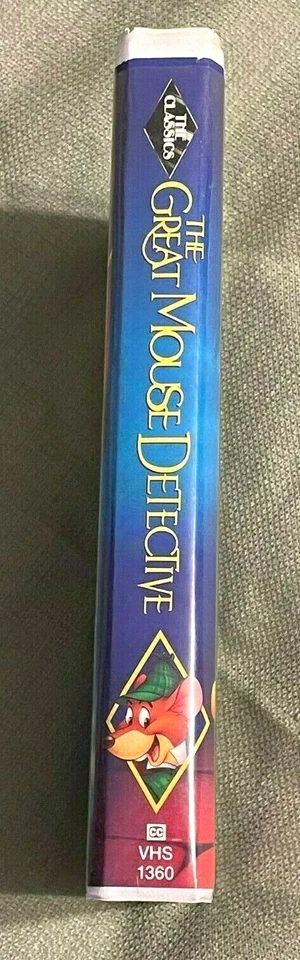 THE
CLASSICS
THE
GREAT MOUSE DETECTIVE
CC
VHS
1360